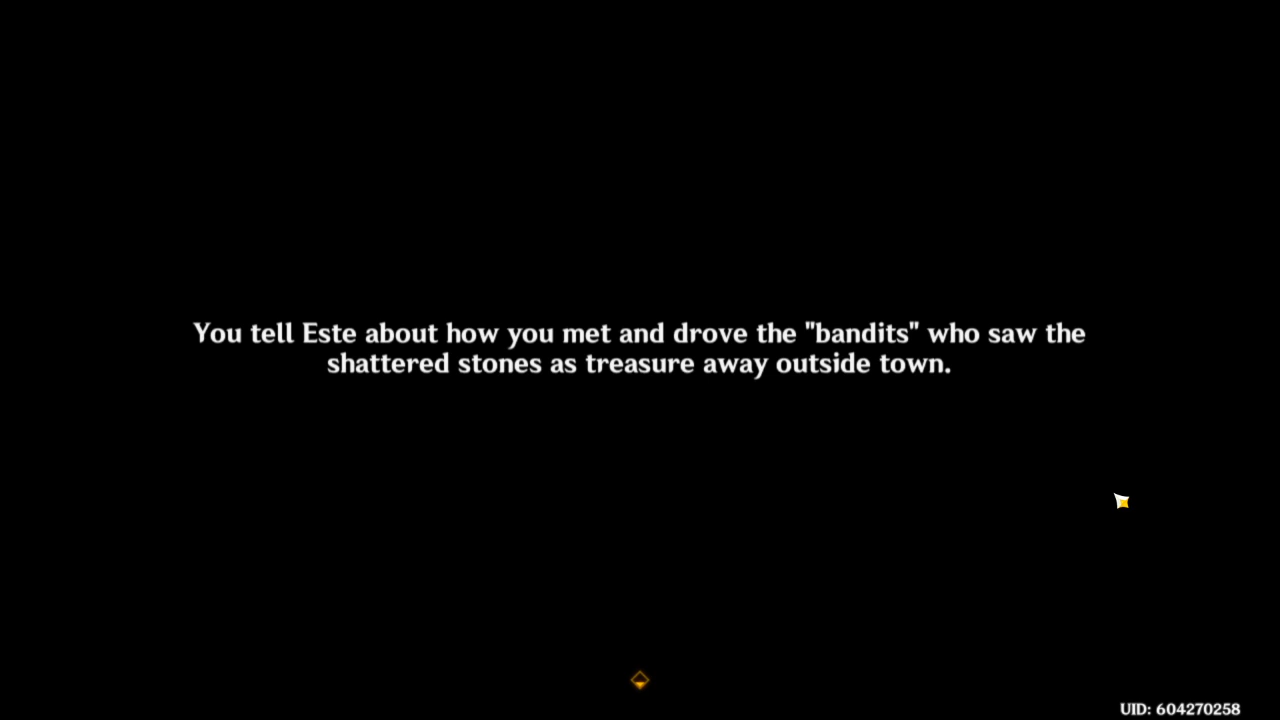 You tell Este about how you met and drove the "bandits" who saw the
shattered stones as treasure away outside town.
UID: 604270258